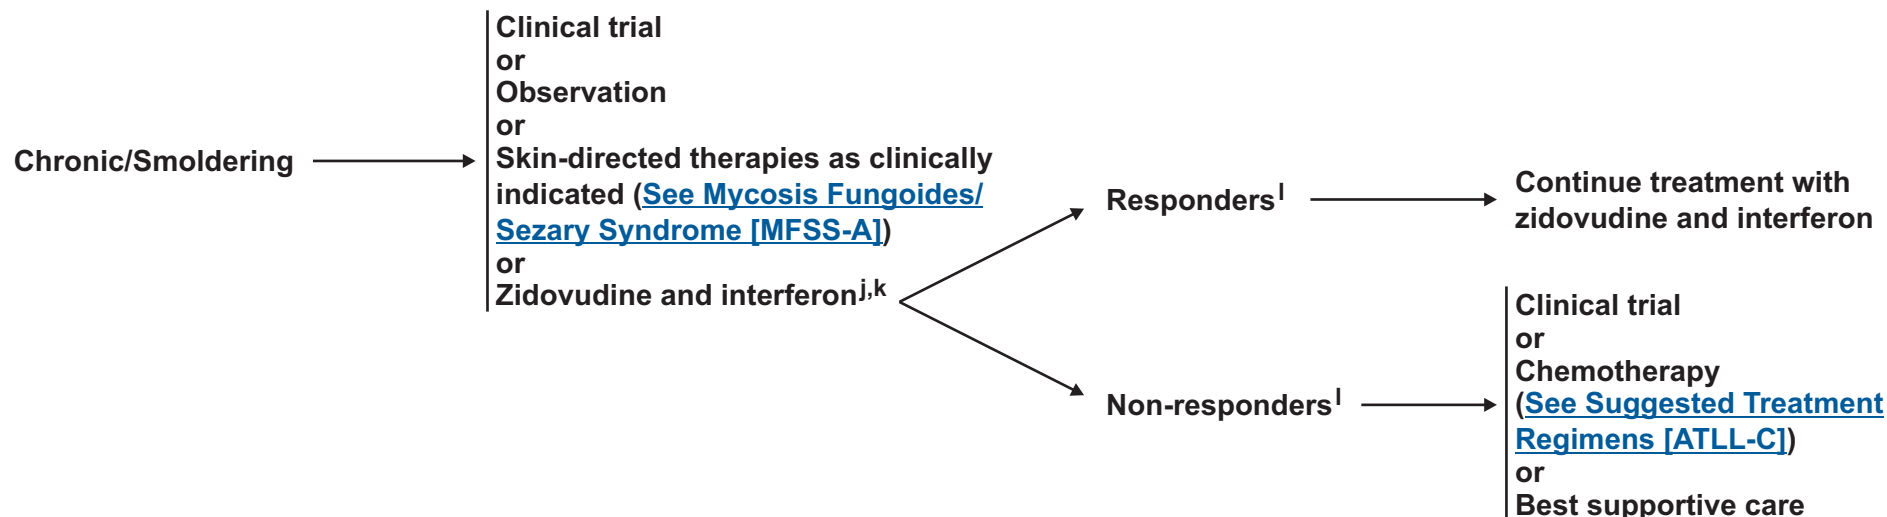 Chronic/Smoldering
Clinical trial
or
Observation
or
Skin-directed therapies as clinically
indicated (See Mycosis Fungoides/
Sezary Syndrome [MFSS-A])
or
Zidovudine and interferon j,k
Responders l
Continue treatment with
zidovudine and interferon
Non-responders l
Clinical trial
or
Chemotherapy
(See Suggested Treatment
Regimens [ATLL-C])
or
Best supportive care